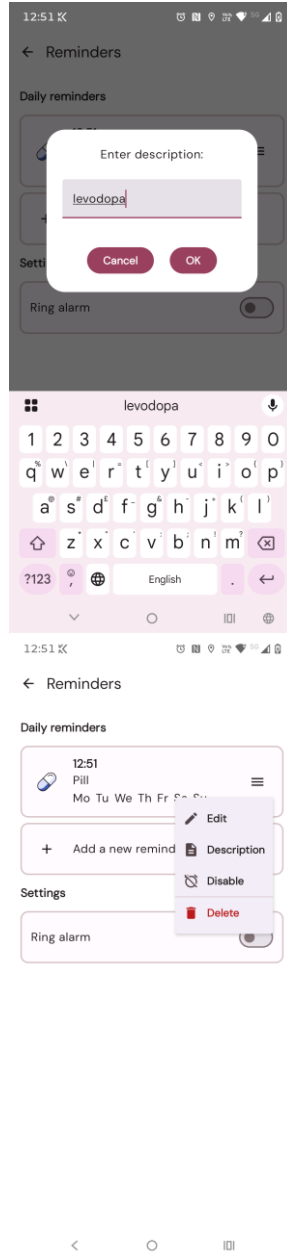 12:51
Reminders
Daily reminders
Enter description:
levodopa
Cancel OK
Ring alarm
levodopa
1 2 3 4 5 6 7 8 9 0
q w e r t y u i o p
a s d f g h j k l
z x c v b n m
?123 , English .
12:51
Reminders
Daily reminders
12:51
Pill
Mo Tu We Th Fr Sa Su
Edit
+ Add a new remind
Description
Disable
Settings
Delete
Ring alarm